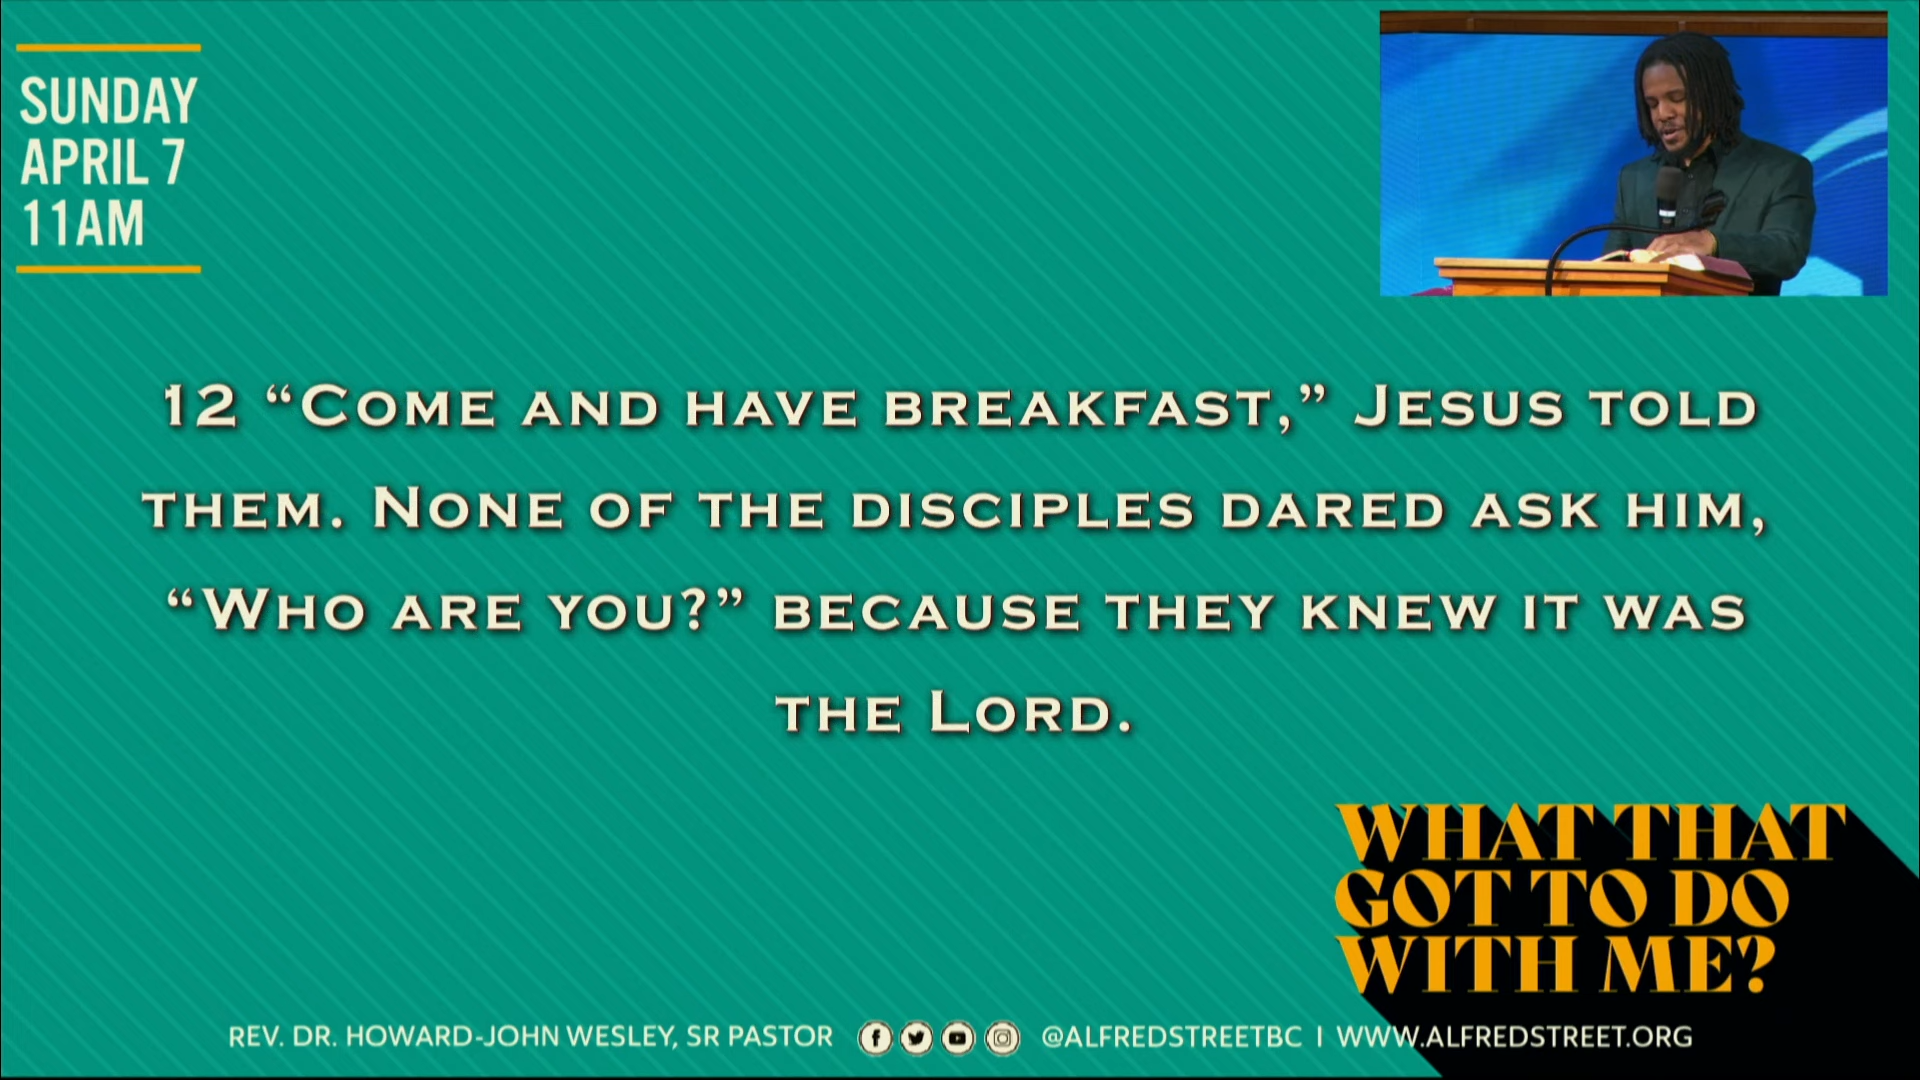 SUNDAY
APRIL 7
11AM
12 “Come and have breakfast,” Jesus told
them. None of the disciples dared ask him,
“Who are you?” because they knew it was
the Lord.
WHAT THAT
GOT TO DO
WITH ME?
REV. DR. HOWARD-JOHN WESLEY, SR PASTOR @ALFREDSTREETBC | WWW.ALFREDSTREET.ORG